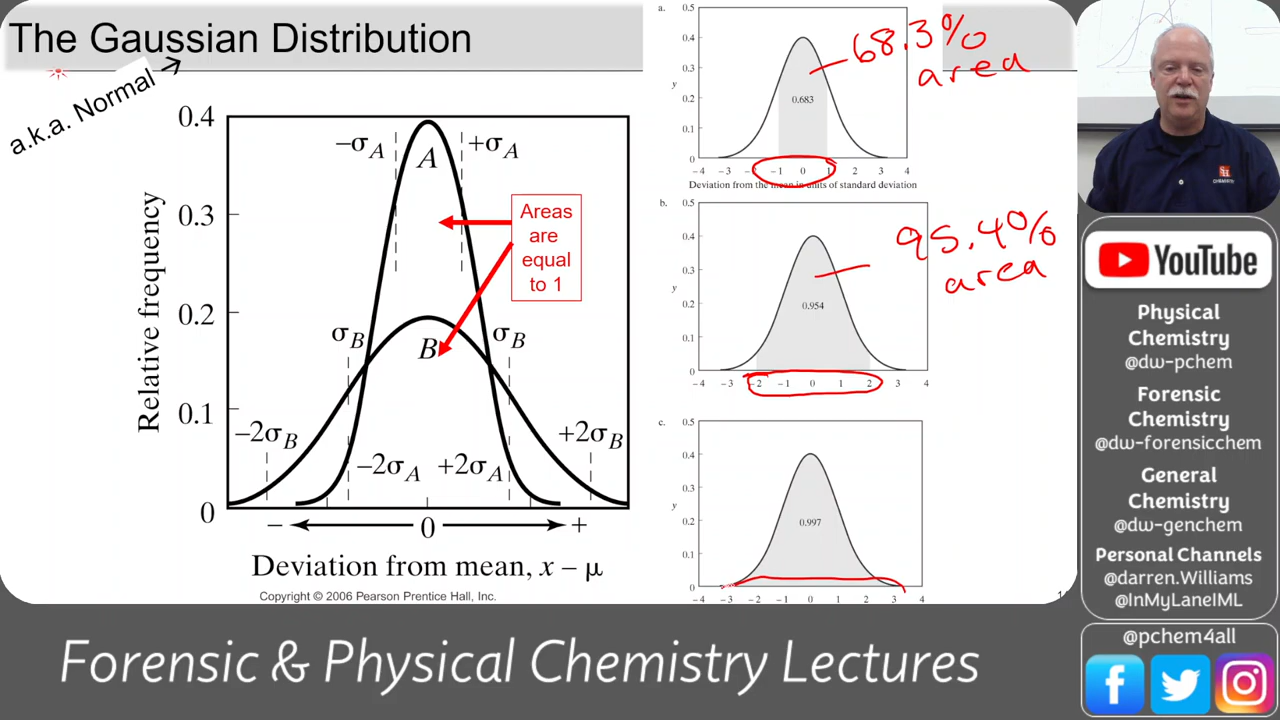 The Gaussian Distribution
a.k.a. Normal →
0.4
0.3
0.2
0.1
0
Relative frequency
−σA
+σA
A
Areas
are
equal
to 1
σB
B
σB
−2σB
+2σB
−2σA
+2σA
− 0 +
Deviation from mean, x – μ
Copyright © 2006 Pearson Prentice Hall, Inc.
a.
0.5
0.4
0.3
y
0.2
0.1
0
0.683
68.3%
area
−4 −3 −2 −1 0 1 2 3 4
Deviation from the mean in units of standard deviation
b.
0.5
0.4
0.3
y
0.2
0.1
0
0.954
95.4%
area
−4 −3 −2 −1 0 1 2 3 4
c.
0.5
0.4
0.3
y
0.2
0.1
0
0.997
−4 −3 −2 −1 0 1 2 3 4
YouTube
Physical
Chemistry
@dw-pchem
Forensic
Chemistry
@dw-forensicchem
General
Chemistry
@dw-genchem
Personal Channels
@darren.Williams
@InMyLaneIML
@pchem4all
Forensic & Physical Chemistry Lectures